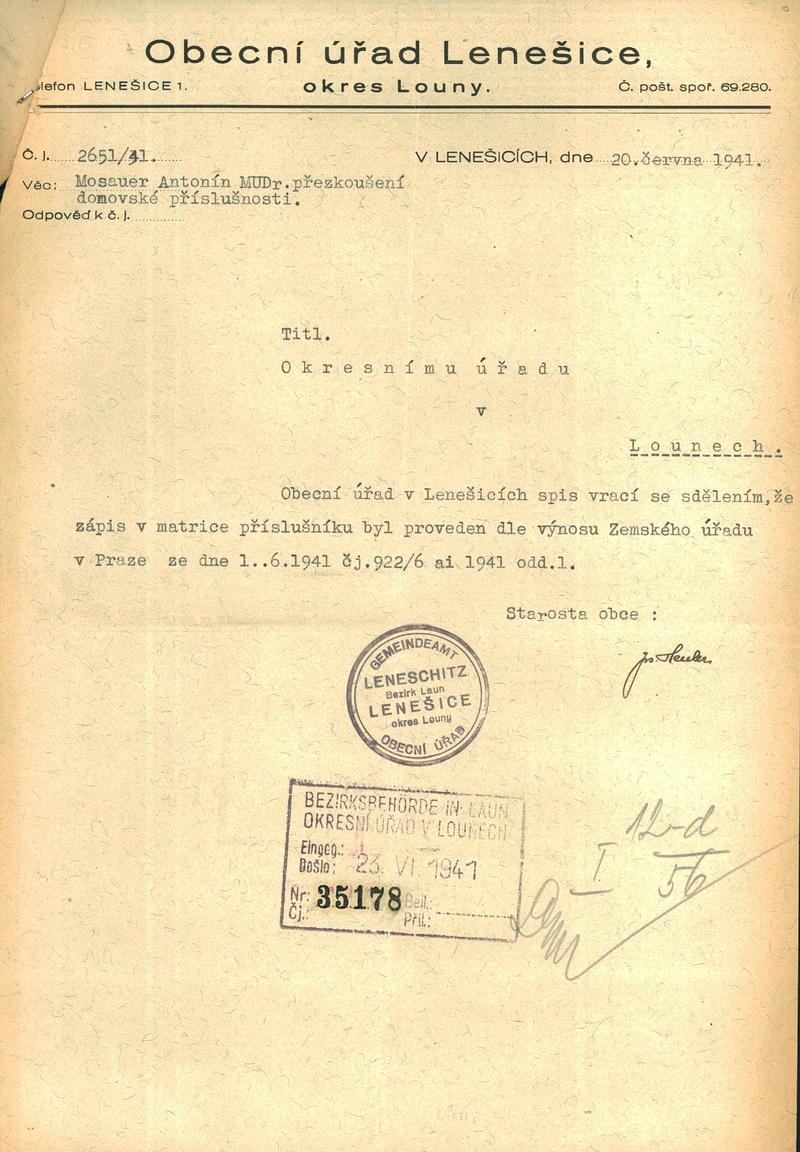 Obecní úřad Lenešice,
okres Louny.
lefon LENEŠICE 1.
Č. pošt. spoř. 69.280.
Č. j. 2651/41.
V LENEŠICÍCH, dne 20. června 1941.
Věc: Mosauer Antonín MUDr.přezkoušení
domovské příslušnosti.
Odpověď k č. j.
Titl.
Okresnímu úřadu
v
Lounech.
Obecní úřad v Lenešicích spis vrací se sdělením,že
zápis v matrice příslušníku byl proveden dle výnosu Zemského úřadu
v Praze ze dne 1..6.1941 čj.922/6 ai 1941 odd.1.
Starosta obce :
GEMEINDEAMT
LENESCHITZ
Bezirk Laun
LENEŠICE
okres Louny
OBECNÍ ÚŘAD
BEZIRKSBEHÖRDE IN LAUN
OKRESNÍ ÚŘAD V LOUNECH
Eingeg.:
Došlo: 23. VI. 1941
Nr: 35178 Beil.:
Čj.: Příl.:
12-d
I 56